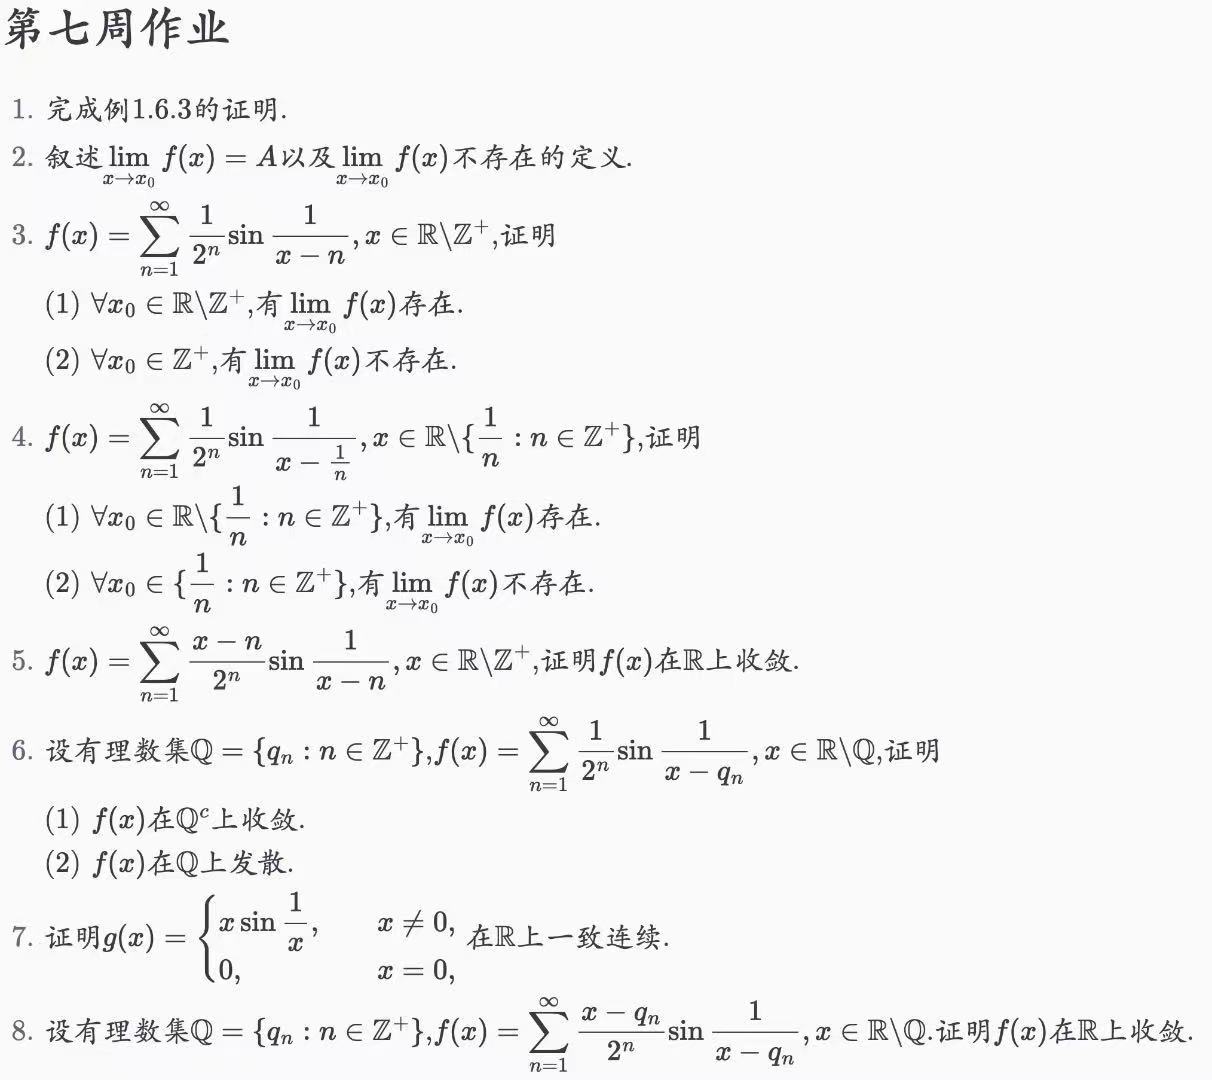 第七周作业
1. 完成例1.6.3的证明.
2. 叙述$\lim_{x \to x_0} f(x) = A$以及$\lim_{x \to x_0} f(x)$不存在的定义.
3. $f(x) = \sum_{n=1}^{\infty} \frac{1}{2^n} \sin \frac{1}{x-n}, x \in \mathbb{R} \backslash \mathbb{Z}^+$,证明
(1) $\forall x_0 \in \mathbb{R} \backslash \mathbb{Z}^+$,有$\lim_{x \to x_0} f(x)$存在.
(2) $\forall x_0 \in \mathbb{Z}^+$,有$\lim_{x \to x_0} f(x)$不存在.
4. $f(x) = \sum_{n=1}^{\infty} \frac{1}{2^n} \sin \frac{1}{x-\frac{1}{n}}, x \in \mathbb{R} \backslash \{\frac{1}{n} : n \in \mathbb{Z}^+\}$,证明
(1) $\forall x_0 \in \mathbb{R} \backslash \{\frac{1}{n} : n \in \mathbb{Z}^+\}$,有$\lim_{x \to x_0} f(x)$存在.
(2) $\forall x_0 \in \{\frac{1}{n} : n \in \mathbb{Z}^+\}$,有$\lim_{x \to x_0} f(x)$不存在.
5. $f(x) = \sum_{n=1}^{\infty} \frac{x-n}{2^n} \sin \frac{1}{x-n}, x \in \mathbb{R} \backslash \mathbb{Z}^+$,证明$f(x)$在$\mathbb{R}$上收敛.
6. 设有理数集$\mathbb{Q} = \{q_n : n \in \mathbb{Z}^+\}$,$f(x) = \sum_{n=1}^{\infty} \frac{1}{2^n} \sin \frac{1}{x-q_n}, x \in \mathbb{R} \backslash \mathbb{Q}$,证明
(1) $f(x)$在$\mathbb{Q}^c$上收敛.
(2) $f(x)$在$\mathbb{Q}$上发散.
7. 证明$g(x) = \begin{cases} x \sin \frac{1}{x}, & x \neq 0, \\ 0, & x = 0, \end{cases}$在$\mathbb{R}$上一致连续.
8. 设有理数集$\mathbb{Q} = \{q_n : n \in \mathbb{Z}^+\}$,$f(x) = \sum_{n=1}^{\infty} \frac{x-q_n}{2^n} \sin \frac{1}{x-q_n}, x \in \mathbb{R} \backslash \mathbb{Q}$.证明$f(x)$在$\mathbb{R}$上收敛.